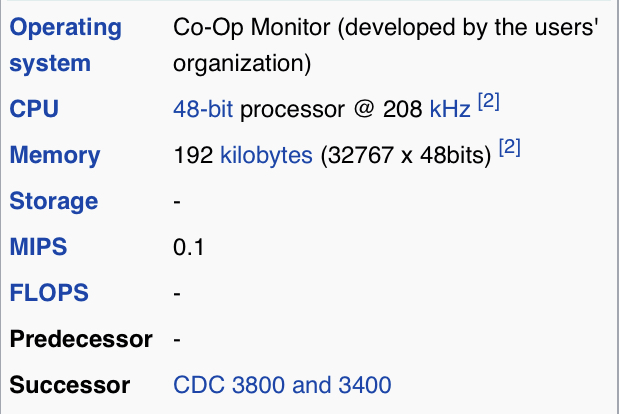 Operating system Co-Op Monitor (developed by the users' organization)
CPU 48-bit processor @ 208 kHz [2]
Memory 192 kilobytes (32767 x 48bits) [2]
Storage -
MIPS 0.1
FLOPS -
Predecessor -
Successor CDC 3800 and 3400